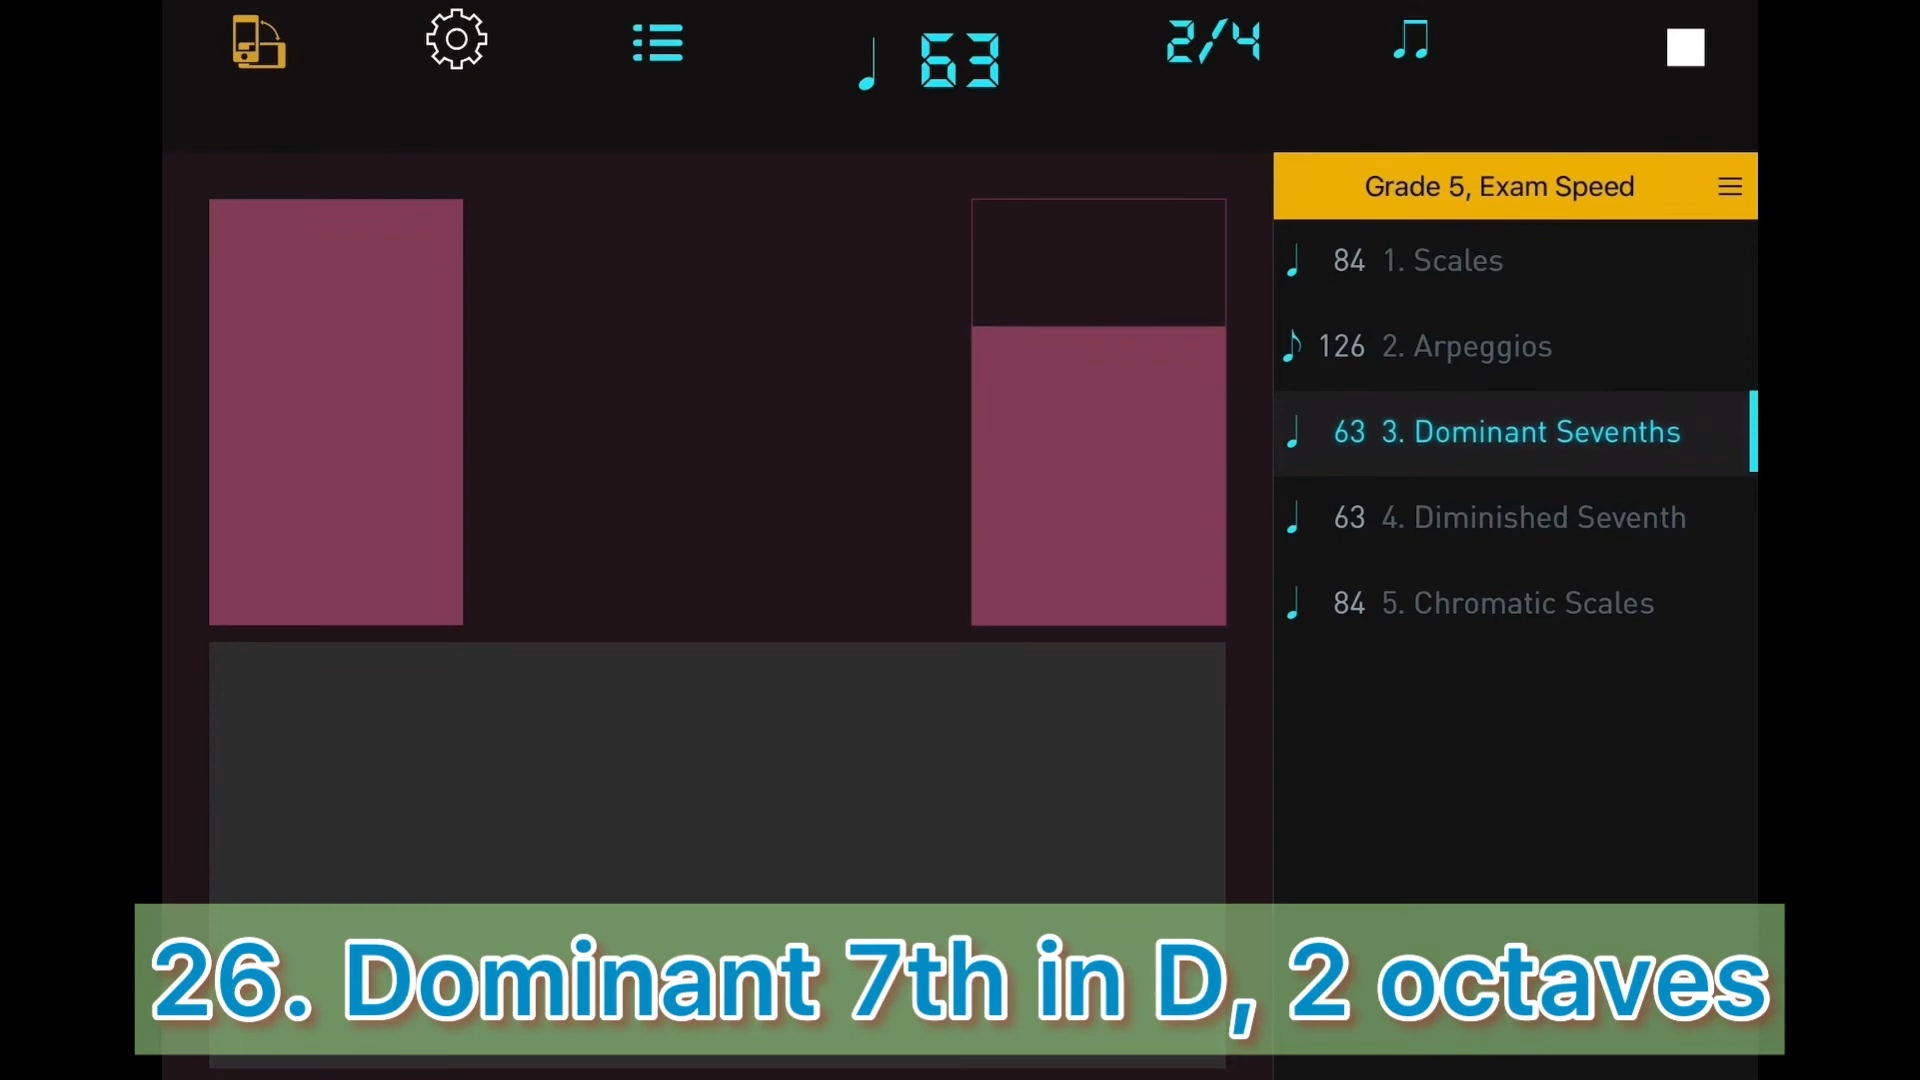 63
2/4
Grade 5, Exam Speed
84 1. Scales
126 2. Arpeggios
63 3. Dominant Sevenths
63 4. Diminished Seventh
84 5. Chromatic Scales
26. Dominant 7th in D, 2 octaves